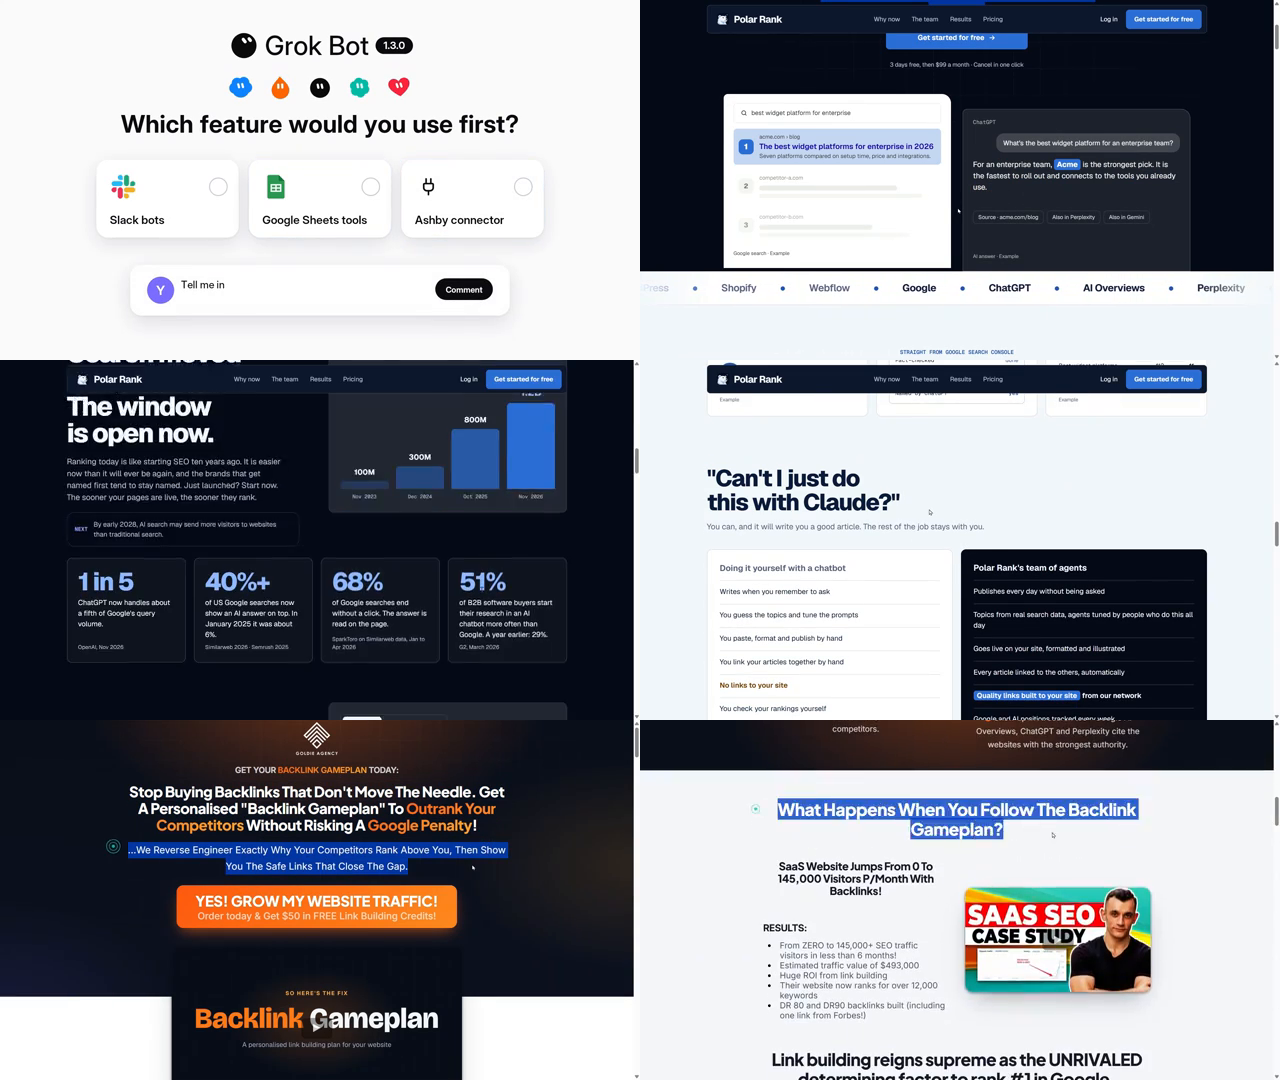 Grok Bot 1.3.0
Which feature would you use first?
Slack bots
Google Sheets tools
Ashby connector
Y
Tell me in
Comment
Polar Rank
Why now
The team
Results
Pricing
Log in
Get started for free
Get started for free →
3 days free, then $99 a month · Cancel in one click
best widget platform for enterprise
1
acme.com › blog
The best widget platforms for enterprise in 2026
Seven platforms compared on setup time, price and integrations.
2
competitor-a.com
3
competitor-b.com
Google search · Example
ChatGPT
What's the best widget platform for an enterprise team?
For an enterprise team, Acme is the strongest pick. It is
the fastest to roll out and connects to the tools you already
use.
Source · acme.com/blog
Also in Perplexity
Also in Gemini
AI answer · Example
Press • Shopify • Webflow • Google • ChatGPT • AI Overviews • Perplexity
STRAIGHT FROM GOOGLE SEARCH CONSOLE
Polar Rank
Why now
The team
Results
Pricing
Log in
Get started for free
The window
is open now.
Ranking today is like starting SEO ten years ago. It is easier
now than it will ever be again, and the brands that get
named first tend to stay named. Just launched? Start now.
The sooner your pages are live, the sooner they rank.
NEXT
By early 2028, AI search may send more visitors to websites
than traditional search.
100M
300M
800M
Nov 2023
Dec 2024
Oct 2025
Nov 2026
1 in 5
ChatGPT now handles about
a fifth of Google's query
volume.
OpenAI, Nov 2026
40%+
of US Google searches now
show an AI answer on top. In
January 2025 it was about
6%.
Similarweb 2026 · Semrush 2025
68%
of Google searches end
without a click. The answer is
read on the page.
SparkToro on Similarweb data, Jan to
Apr 2026
51%
of B2B software buyers start
their research in an AI
chatbot more often than
Google. A year earlier: 29%.
G2, March 2026
Polar Rank
Why now
The team
Results
Pricing
Log in
Get started for free
Example
Example
"Can't I just do
this with Claude?"
You can, and it will write you a good article. The rest of the job stays with you.
Doing it yourself with a chatbot
Writes when you remember to ask
You guess the topics and tune the prompts
You paste, format and publish by hand
You link your articles together by hand
No links to your site
You check your rankings yourself
Polar Rank's team of agents
Publishes every day without being asked
Topics from real search data, agents tuned by people who do this all
day
Goes live on your site, formatted and illustrated
Every article linked to the others, automatically
Quality links built to your site from our network
Google and AI positions tracked every week
GOLDIE AGENCY
GET YOUR BACKLINK GAMEPLAN TODAY:
Stop Buying Backlinks That Don't Move The Needle. Get
A Personalised "Backlink Gameplan" To Outrank Your
Competitors Without Risking A Google Penalty!
...We Reverse Engineer Exactly Why Your Competitors Rank Above You, Then Show
You The Safe Links That Close The Gap.
YES! GROW MY WEBSITE TRAFFIC!
Order today & Get $50 in FREE Link Building Credits!
SO HERE'S THE FIX
Backlink Gameplan
A personalised link building plan for your website
competitors.
Overviews, ChatGPT and Perplexity cite the
websites with the strongest authority.
What Happens When You Follow The Backlink
Gameplan?
SaaS Website Jumps From 0 To
145,000 Visitors P/Month With
Backlinks!
RESULTS:
• From ZERO to 145,000+ SEO traffic
visitors in less than 6 months!
• Estimated traffic value of $493,000
• Huge ROI from link building
• Their website now ranks for over 12,000
keywords
• DR 80 and DR90 backlinks built (including
one link from Forbes!)
SAAS SEO
CASE STUDY
Link building reigns supreme as the UNRIVALED
determining factor to rank #1 in Google